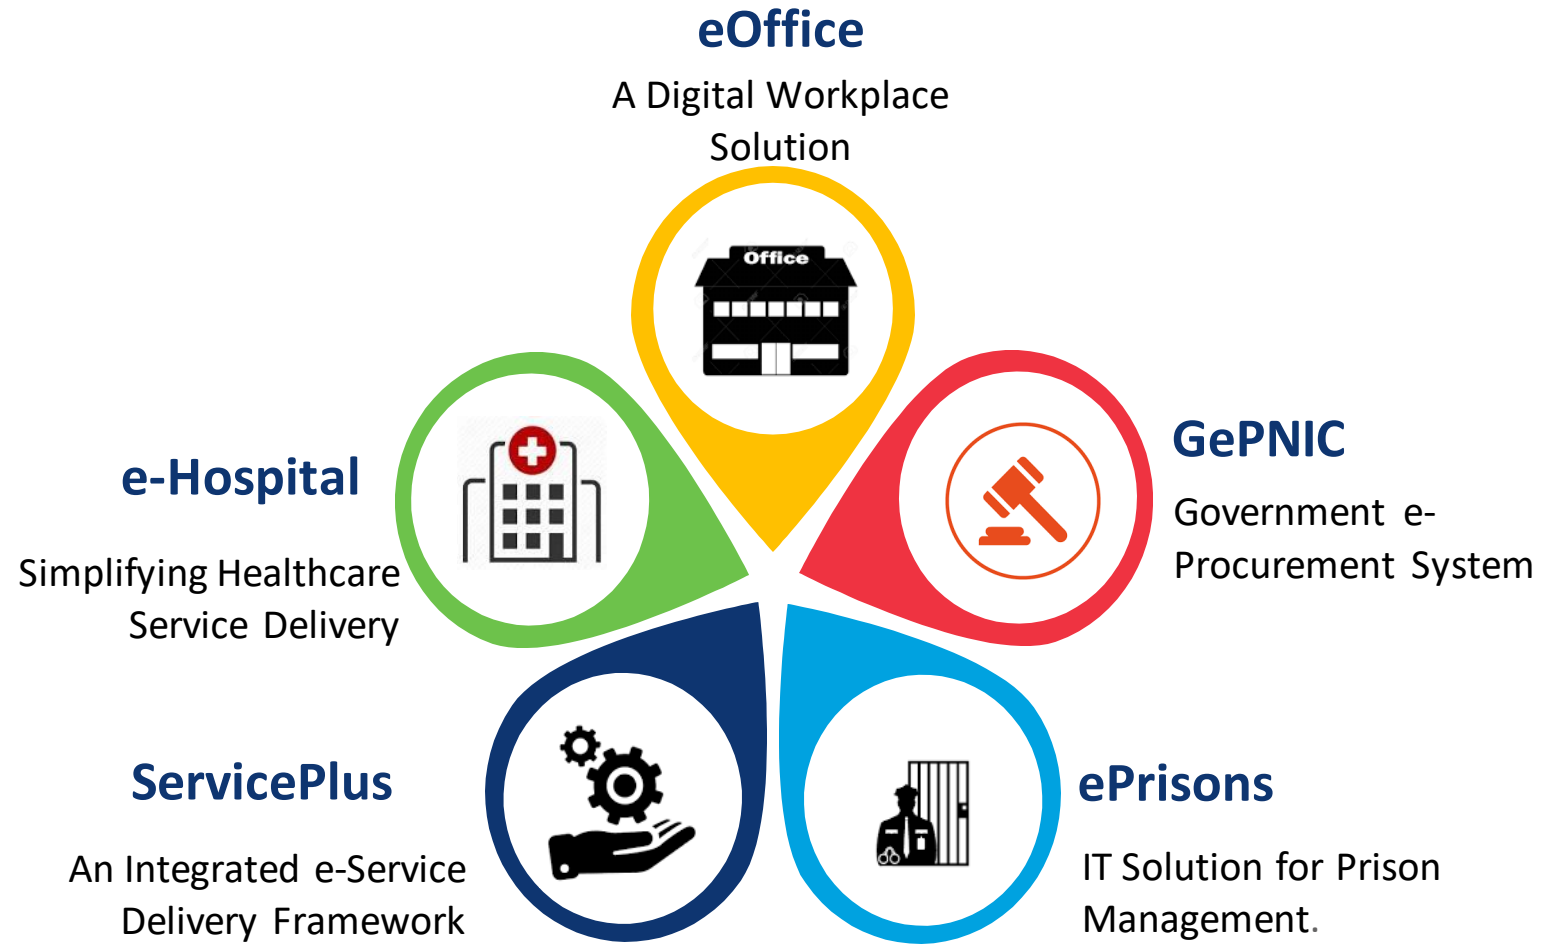 eOffice
A Digital Workplace
Solution
Office
GePNIC
Government e-
Procurement System
e-Hospital
Simplifying Healthcare
Service Delivery
ServicePlus
An Integrated e-Service
Delivery Framework
ePrisons
IT Solution for Prison
Management.